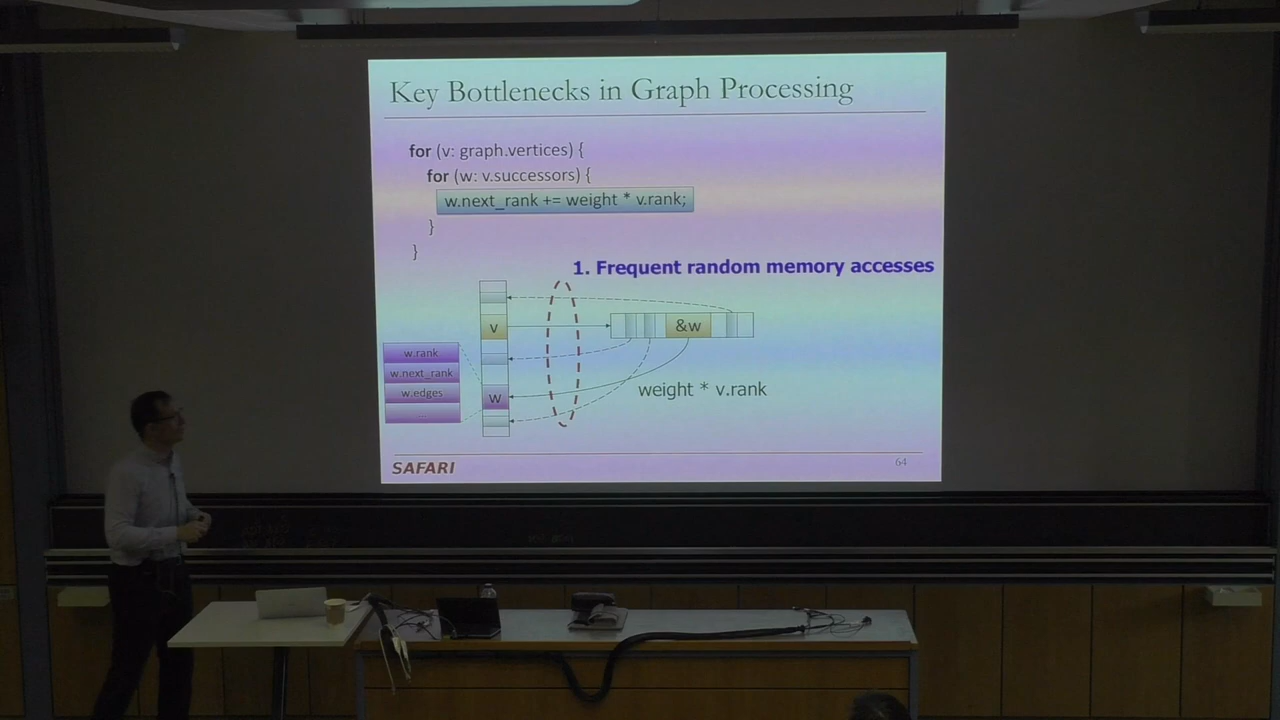 Key Bottlenecks in Graph Processing
for (v: graph.vertices) {
for (w: v.successors) {
w.next_rank += weight * v.rank;
}
}
1. Frequent random memory accesses
v
&w
w.rank
w.next_rank
w.edges
...
w
weight * v.rank
SAFARI
64